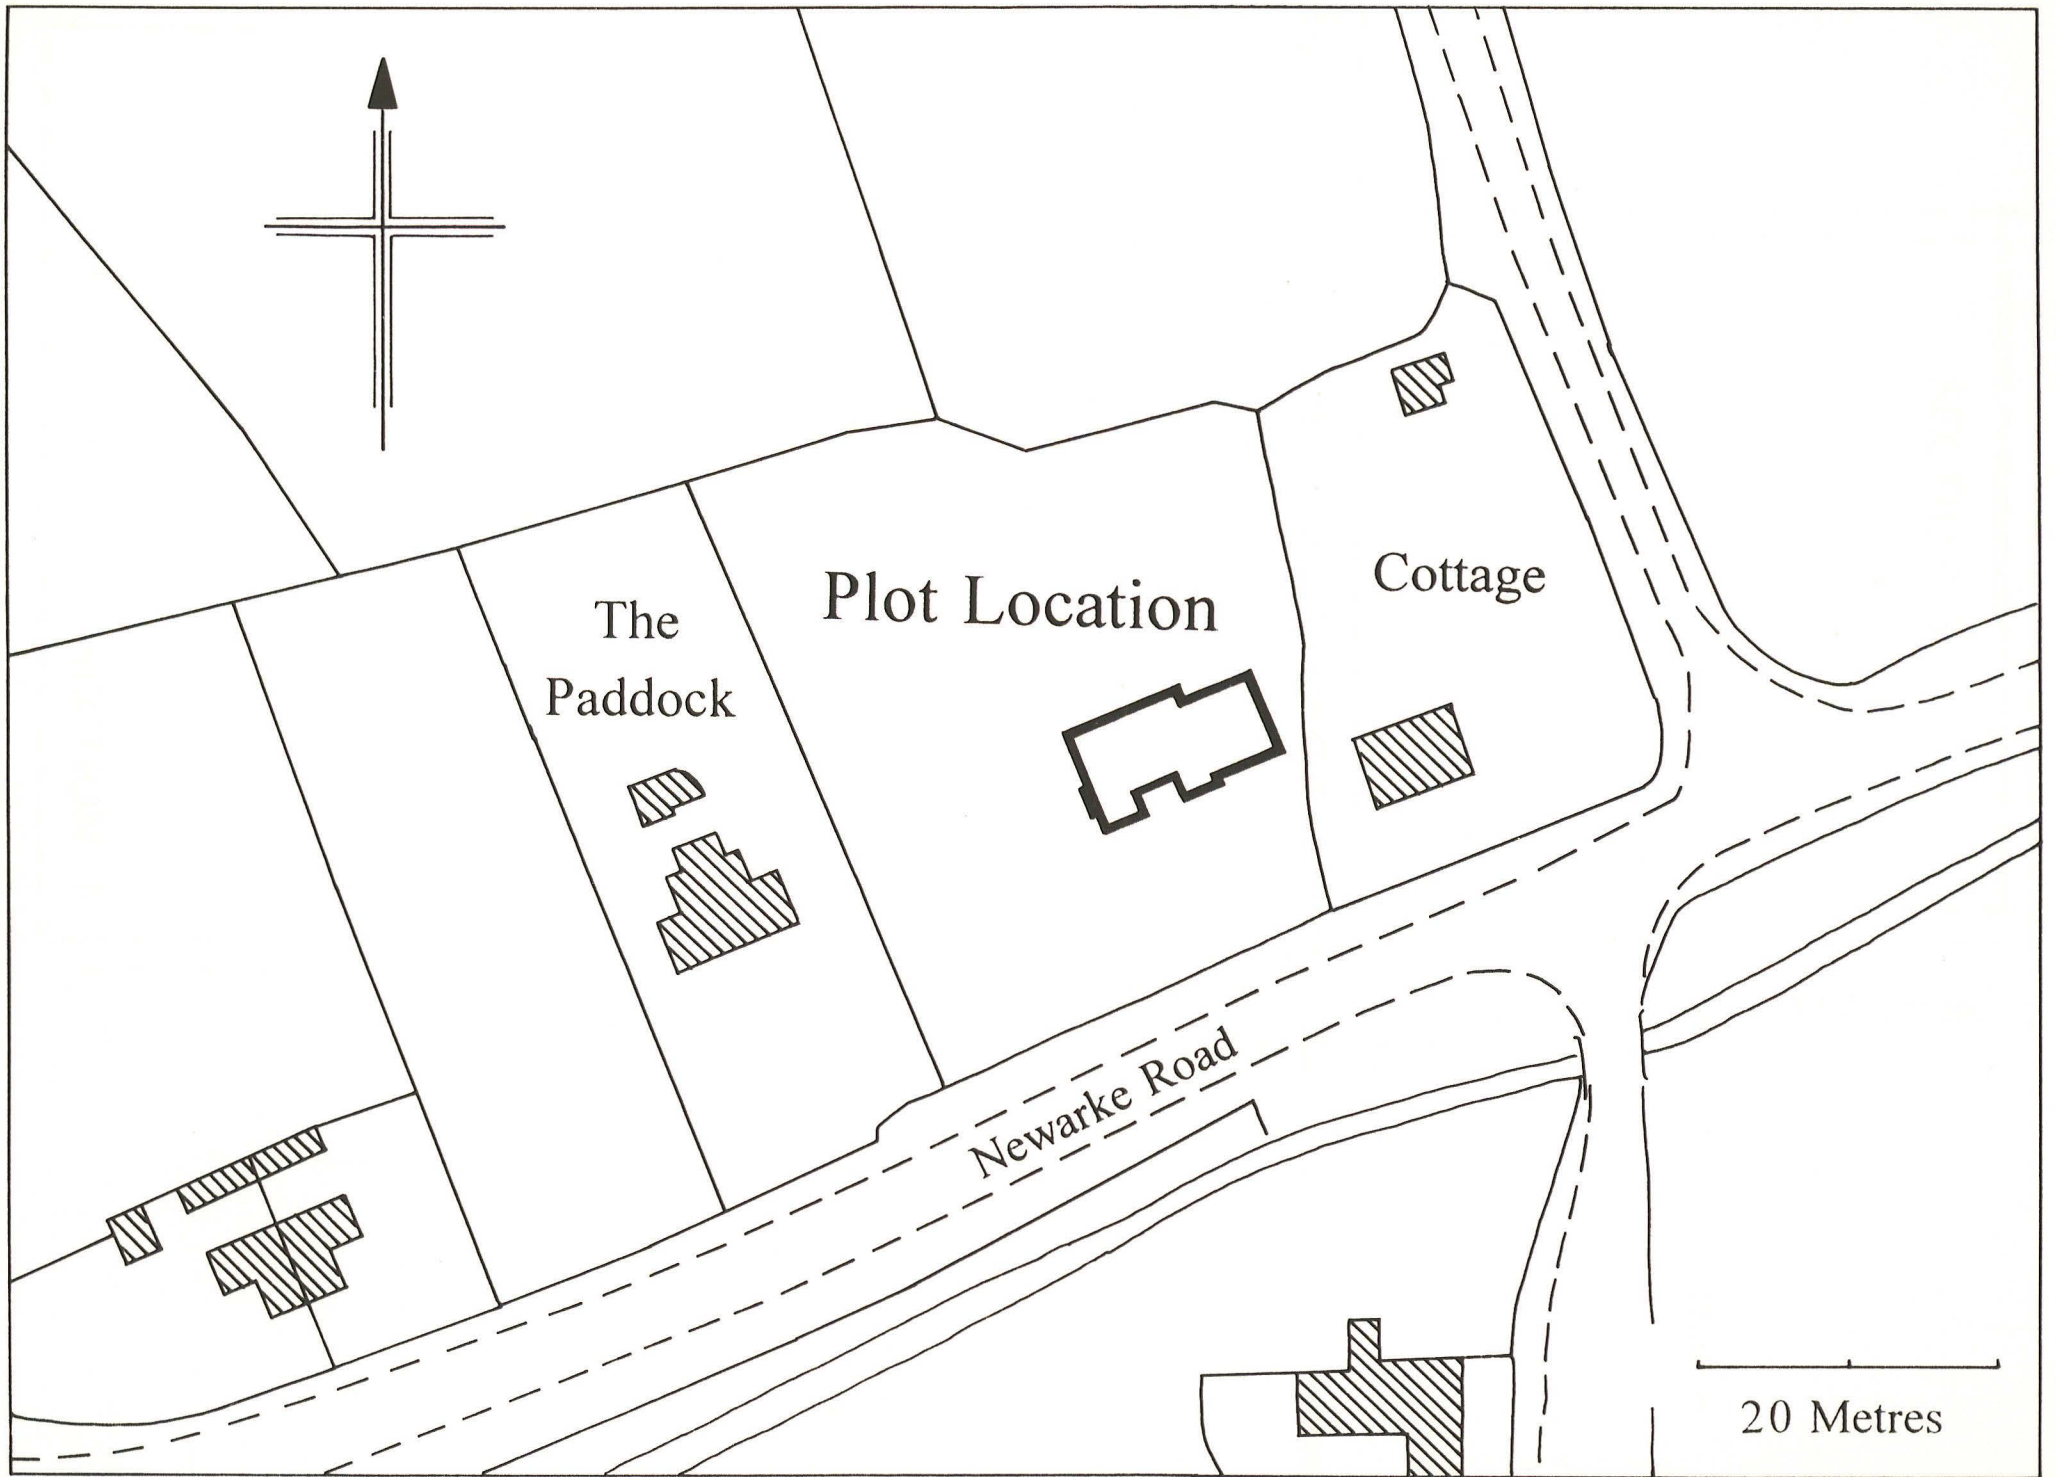 Plot Location
Cottage
The
Paddock
Newarke Road
20 Metres